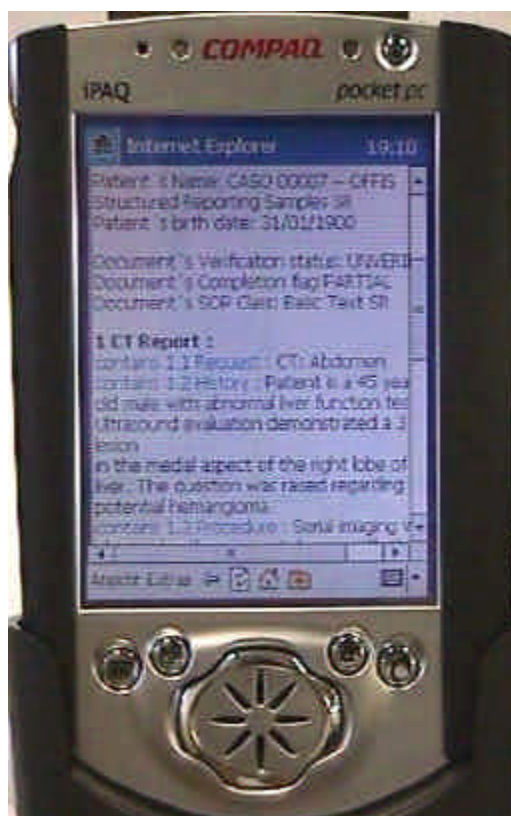 COMPAQ
iPAQ pocket pc
Internet Explorer 19:10
Patient´s Name: CASO 00007 – OFFIS
Structured Reporting Samples SR
Patient´s birth date: 31/01/1900
Document´s Verification status: UNVERI
Document´s Completion flag PARTIAL
Document´s SOP Class: Basic Text SR
1 CT Report :
contains 1.1 Request : CT: Abdomen
contains 1.2 History : Patient is a 45 year
old male with abnormal liver function tes
Ultrasound evaluation demonstrated a 3
lesion
in the medial aspect of the right lobe of
liver. The question was raised regarding
potential hemangioma.
contains 1.3 Procedure : Serial imaging
Ansicht Extras